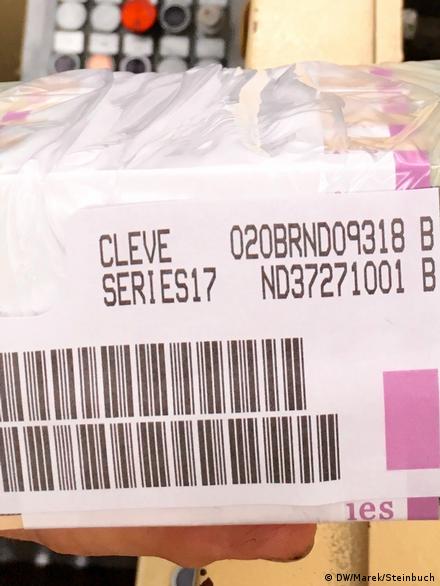 CLEVE 020BRND09318 B
SERIES17 ND37271001 B
ies
© DW/Marek/Steinbuch